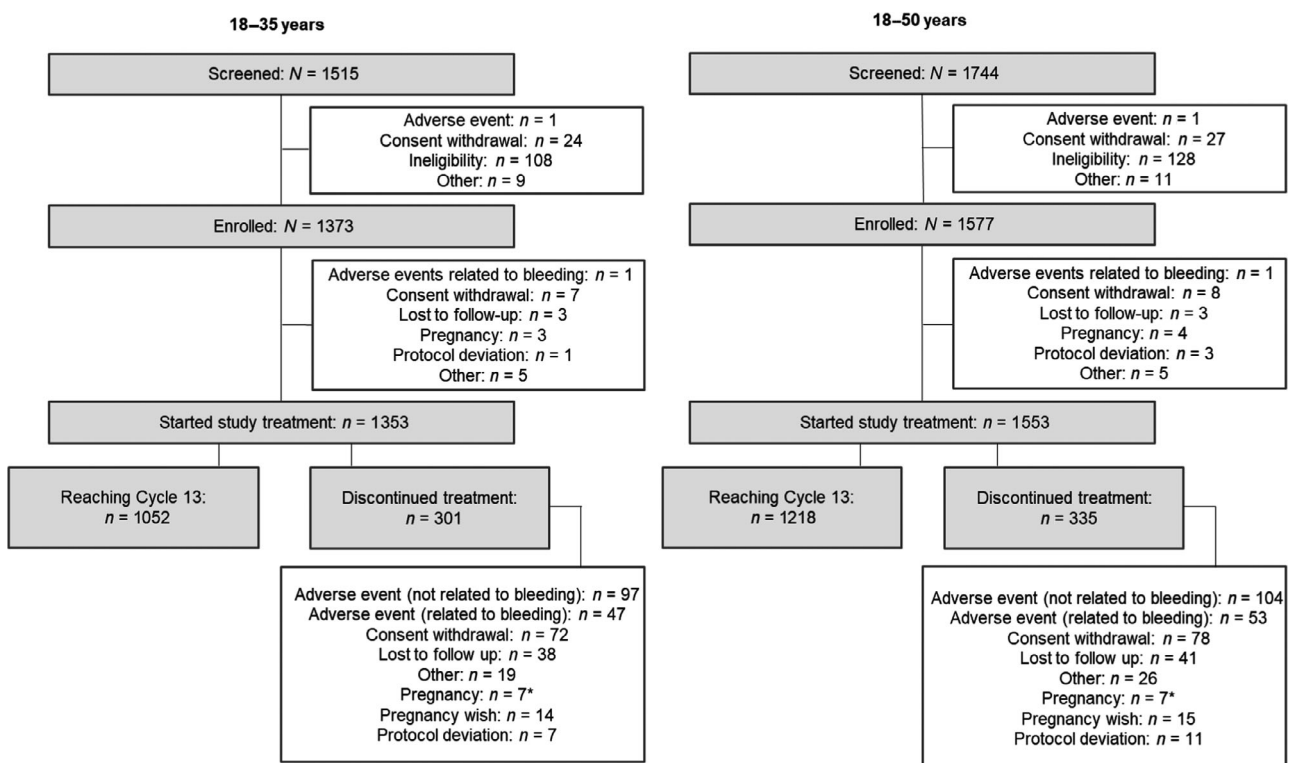 18–35 years
Screened: N = 1515
Adverse event: n = 1
Consent withdrawal: n = 24
Ineligibility: n = 108
Other: n = 9
Enrolled: N = 1373
Adverse events related to bleeding: n = 1
Consent withdrawal: n = 7
Lost to follow-up: n = 3
Pregnancy: n = 3
Protocol deviation: n = 1
Other: n = 5
Started study treatment: n = 1353
Reaching Cycle 13:
n = 1052
Discontinued treatment:
n = 301
Adverse event (not related to bleeding): n = 97
Adverse event (related to bleeding): n = 47
Consent withdrawal: n = 72
Lost to follow up: n = 38
Other: n = 19
Pregnancy: n = 7*
Pregnancy wish: n = 14
Protocol deviation: n = 7
18–50 years
Screened: N = 1744
Adverse event: n = 1
Consent withdrawal: n = 27
Ineligibility: n = 128
Other: n = 11
Enrolled: N = 1577
Adverse events related to bleeding: n = 1
Consent withdrawal: n = 8
Lost to follow-up: n = 3
Pregnancy: n = 4
Protocol deviation: n = 3
Other: n = 5
Started study treatment: n = 1553
Reaching Cycle 13:
n = 1218
Discontinued treatment:
n = 335
Adverse event (not related to bleeding): n = 104
Adverse event (related to bleeding): n = 53
Consent withdrawal: n = 78
Lost to follow up: n = 41
Other: n = 26
Pregnancy: n = 7*
Pregnancy wish: n = 15
Protocol deviation: n = 11